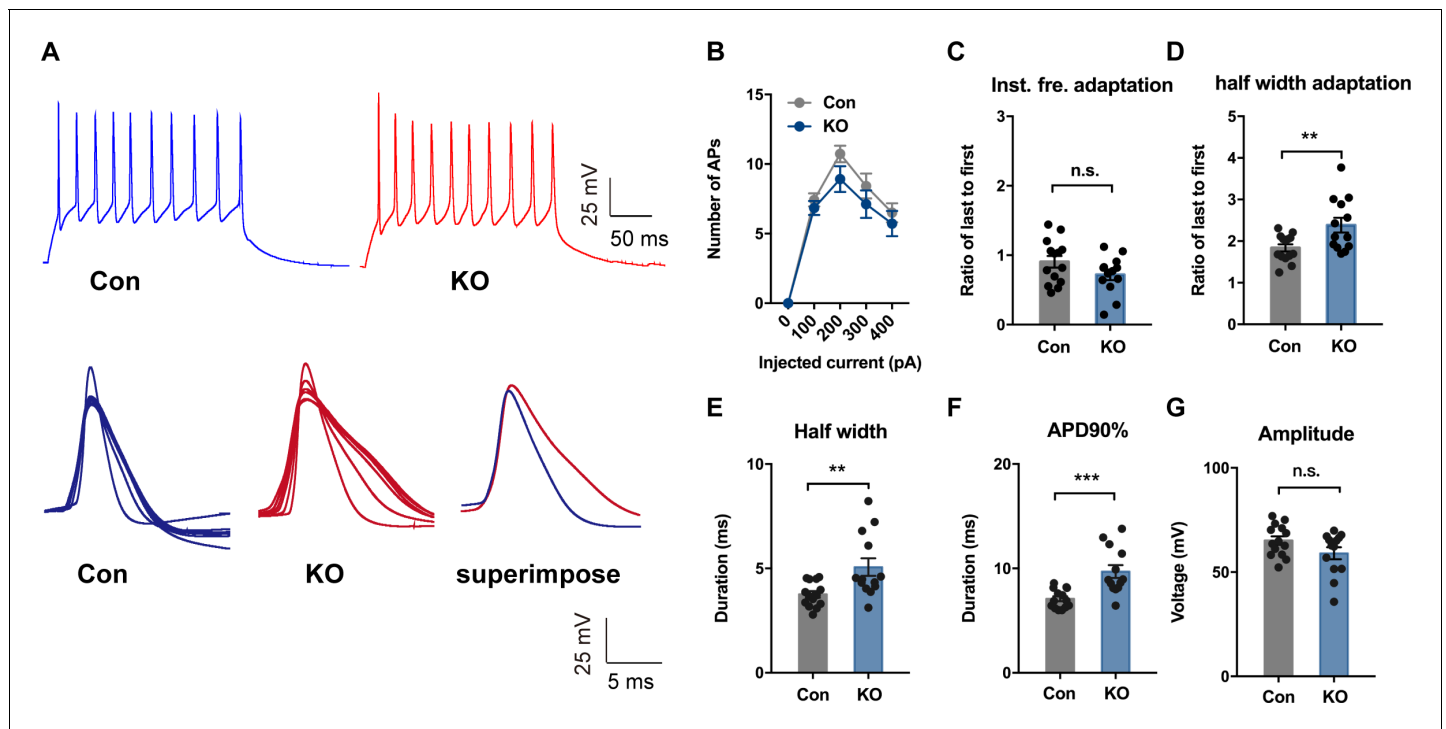 A
Con
KO
25 mV
50 ms
Con
KO
superimpose
25 mV
5 ms
B
15
10
5
0
Number of APs
Con
KO
0
100
200
300
400
Injected current (pA)
C
Inst. fre. adaptation
Ratio of last to first
3
2
1
0
n.s.
Con
KO
D
half width adaptation
Ratio of last to first
5
4
3
2
1
0
**
Con
KO
E
Half width
Duration (ms)
10
5
0
**
Con
KO
F
APD90%
Duration (ms)
20
10
0
***
Con
KO
G
Amplitude
Voltage (mV)
100
50
0
n.s.
Con
KO